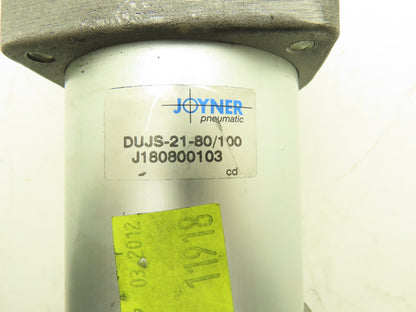 JOYNER
pneumatic
DUJS-21-80/100
J180800103
cd
03.2012
11918